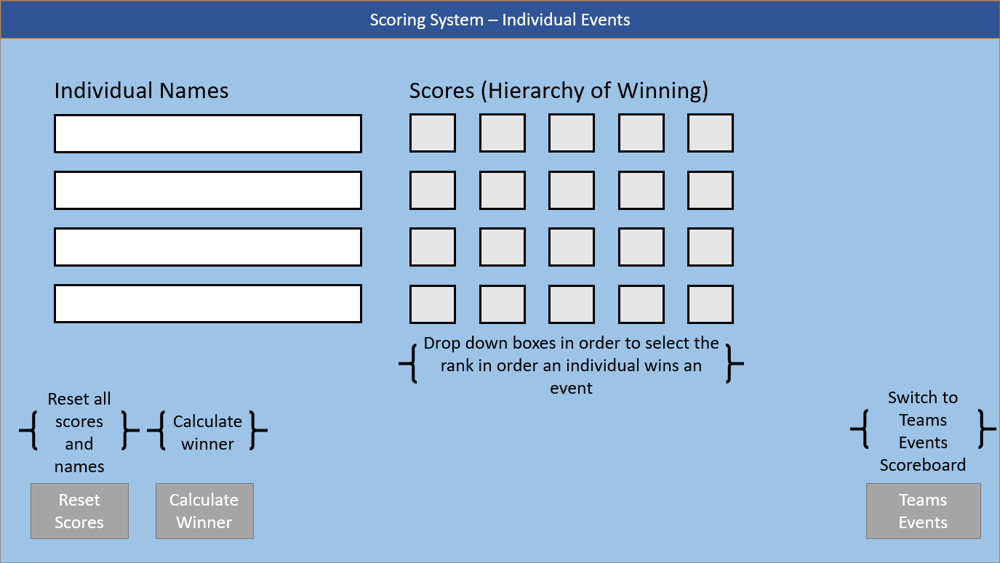 Scoring System – Individual Events
Individual Names
Scores (Hierarchy of Winning)
Drop down boxes in order to select the
rank in order an individual wins an
event
Reset all
scores
and
names
Calculate
winner
Switch to
Teams
Events
Scoreboard
Reset
Scores
Calculate
Winner
Teams
Events